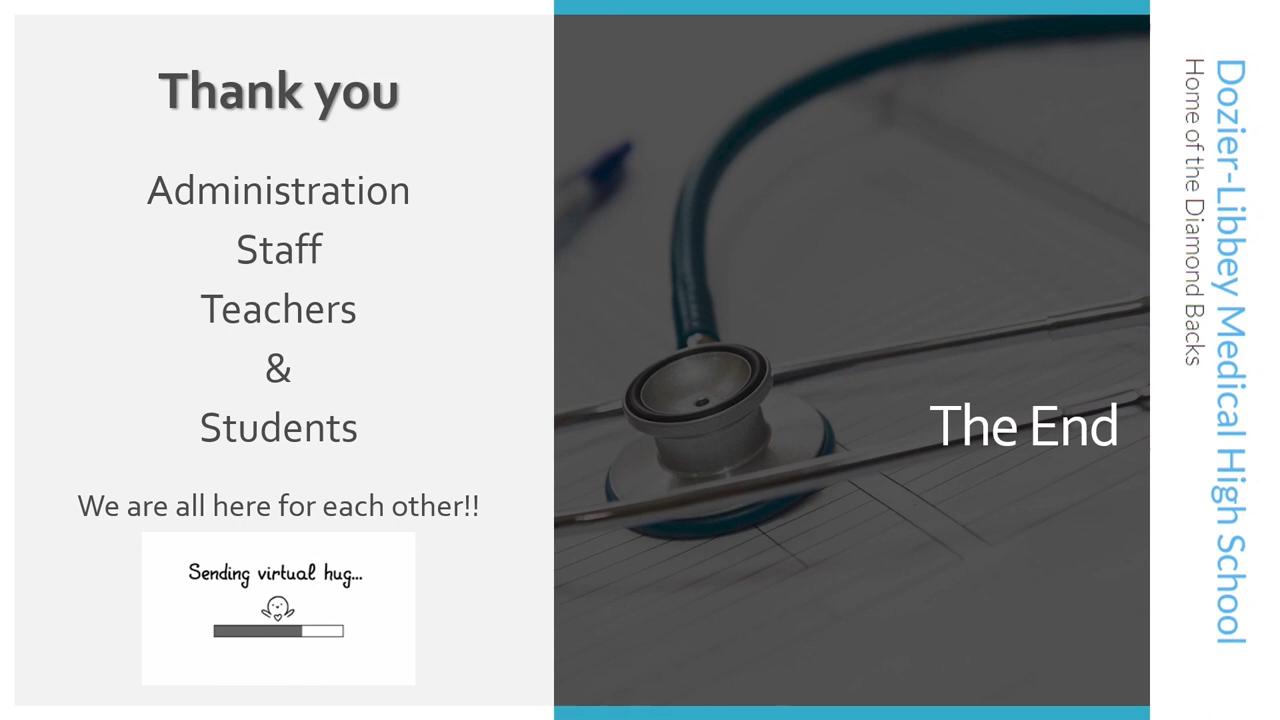 Thank you
Administration
Staff
Teachers
&
Students
We are all here for each other!!
Sending virtual hug...
The End
Dozier-Libbey Medical High School
Home of the Diamond Backs